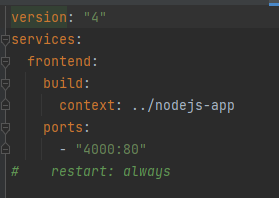 version: "4"
services:
  frontend:
    build:
      context: ../nodejs-app
    ports:
      - "4000:80"
#    restart: always